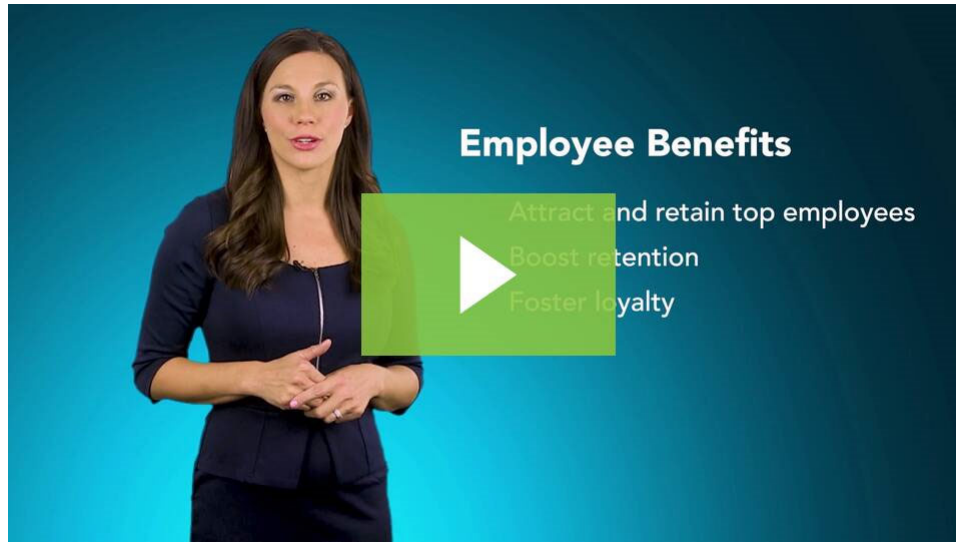 Employee Benefits
Attract and retain top employees
Boost retention
Foster loyalty